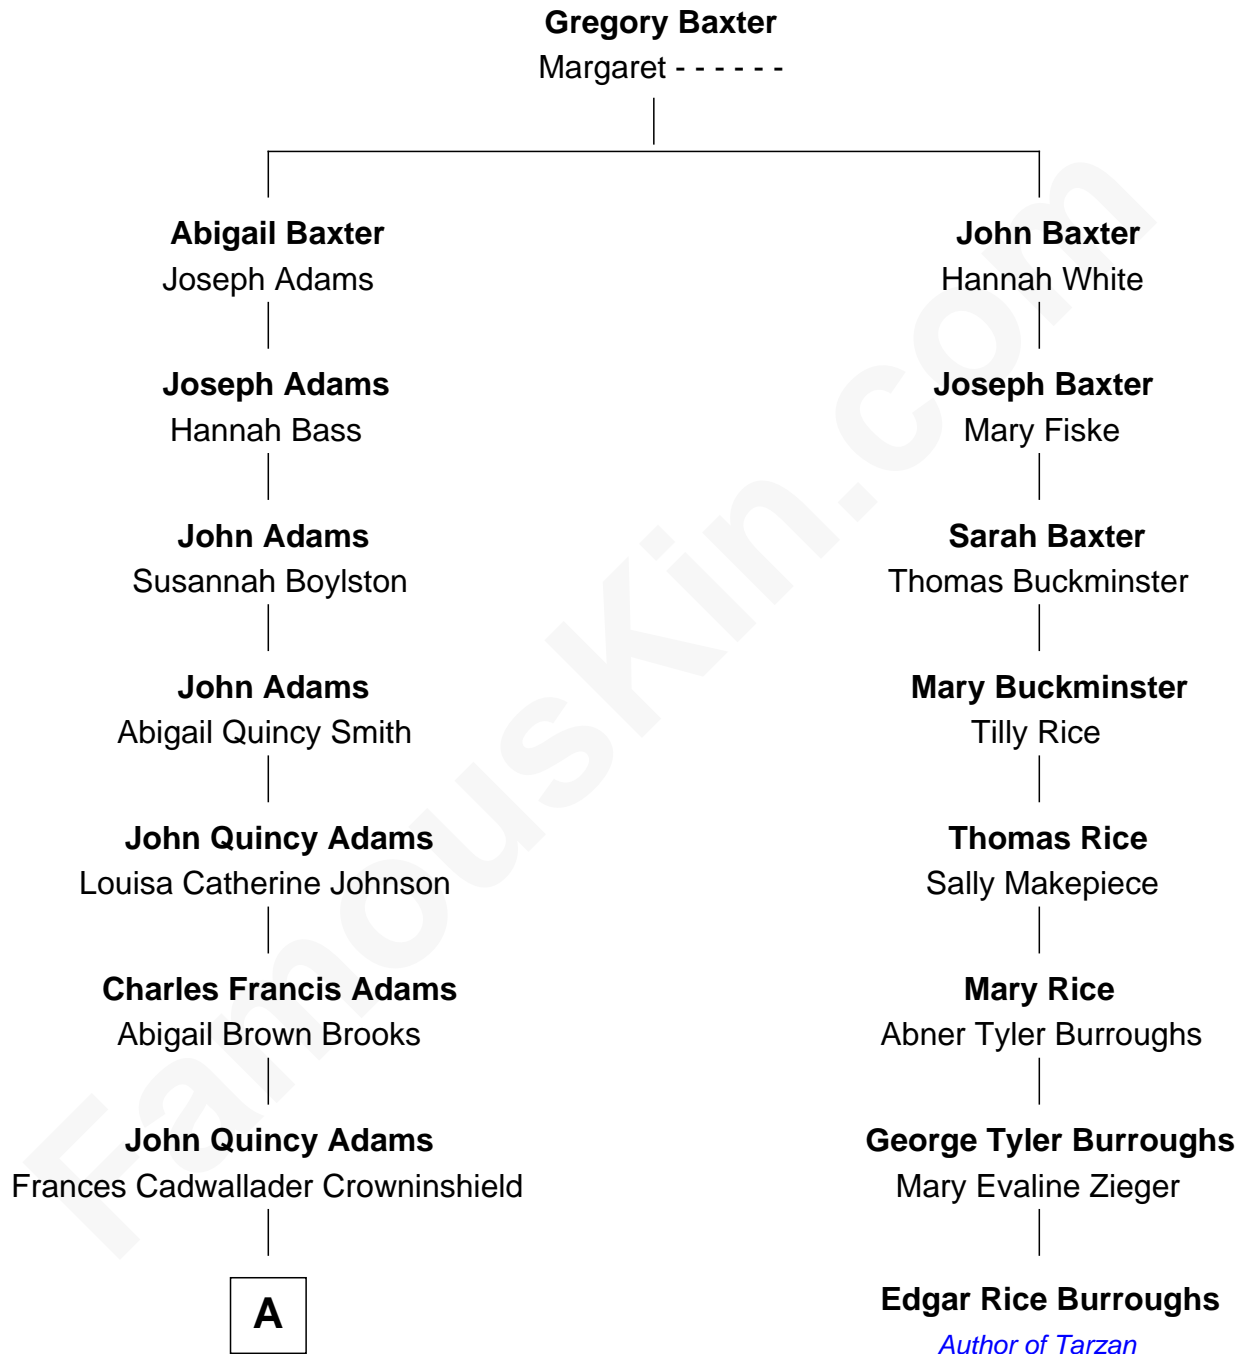 Gregory Baxter
Margaret - - - - - -
Abigail Baxter
Joseph Adams
John Baxter
Hannah White
Joseph Adams
Hannah Bass
Joseph Baxter
Mary Fiske
John Adams
Susannah Boylston
Sarah Baxter
Thomas Buckminster
John Adams
Abigail Quincy Smith
Mary Buckminster
Tilly Rice
John Quincy Adams
Louisa Catherine Johnson
Thomas Rice
Sally Makepiece
Charles Francis Adams
Abigail Brown Brooks
Mary Rice
Abner Tyler Burroughs
John Quincy Adams
Frances Cadwallader Crowninshield
George Tyler Burroughs
Mary Evaline Zieger
A
Edgar Rice Burroughs
Author of Tarzan
FamousKin.com